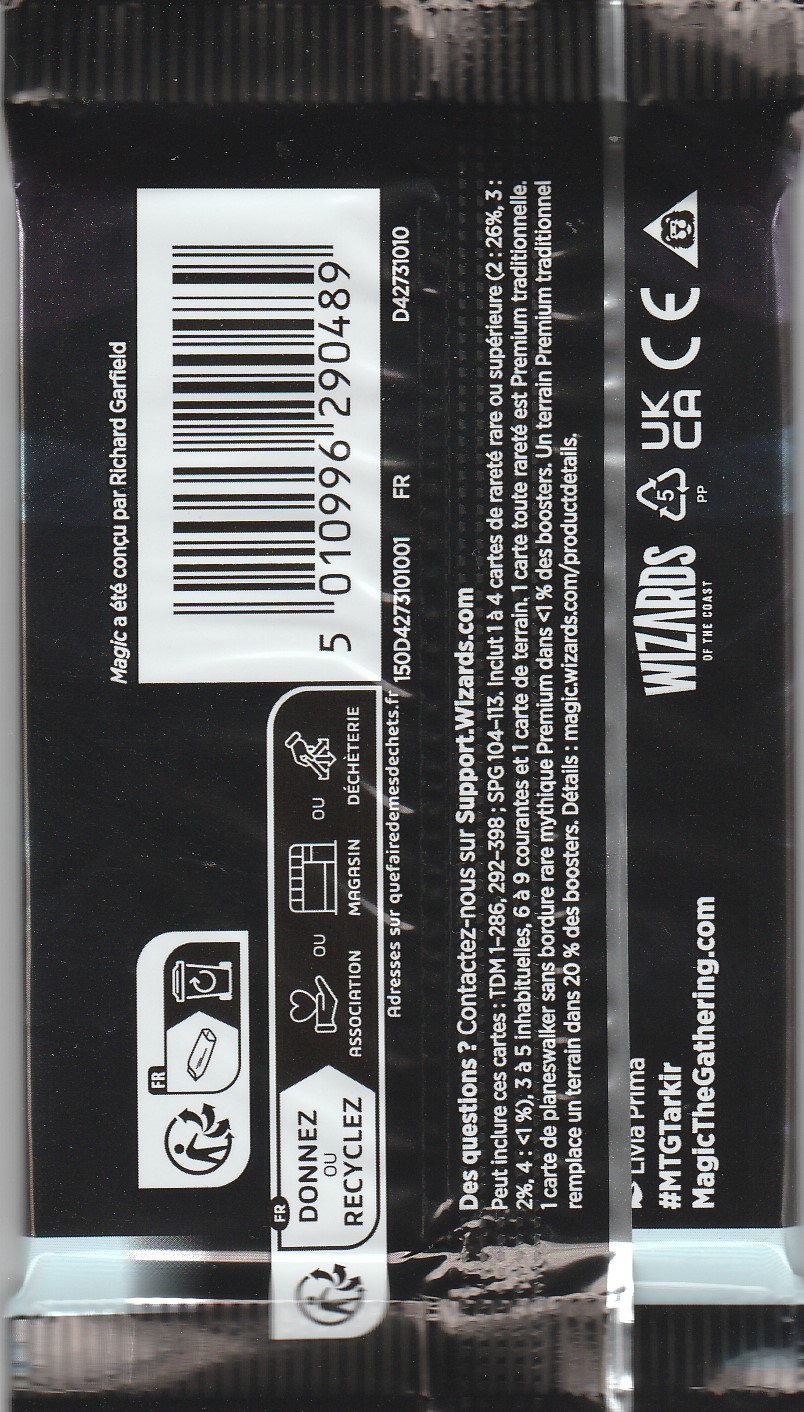 Magic a été conçu par Richard Garfield
5 010996 290489
150D4273101001 FR D42731010
FR
FR
DONNEZ
OU
RECYCLEZ
ASSOCIATION OU MAGASIN OU DÉCHÈTERIE
Adresses sur quefairedemesdechets.fr
Des questions ? Contactez-nous sur Support.Wizards.com
Peut inclure ces cartes : TDM 1-286, 292-398 ; SPG 104-113. Inclut 1 à 4 cartes de rareté rare ou supérieure (2 : 26%, 3 :
2%, 4 : <1 %), 3 à 5 inhabituelles, 6 à 9 courantes et 1 carte de terrain. 1 carte toute rareté est Premium traditionnelle.
1 carte de planeswalker sans bordure rare mythique Premium dans <1 % des boosters. Un terrain Premium traditionnel
remplace un terrain dans 20 % des boosters. Détails : magic.wizards.com/productdetails.
Livia Prima
#MTGTarkir
MagicTheGathering.com
WIZARDS
OF THE COAST
5
PP
UK
CA
CE